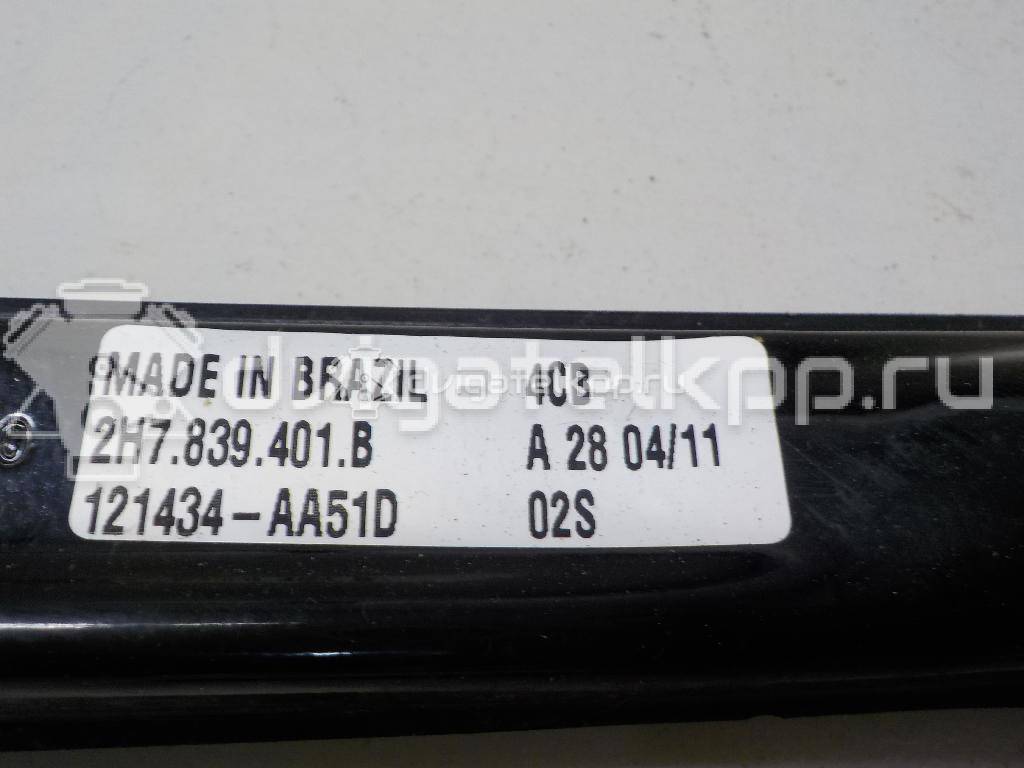 MADE IN BRAZIL 4CB
2H7.839.401.B A 28 04/11
121434-AA51D 02S
dvigatelkpp.ru